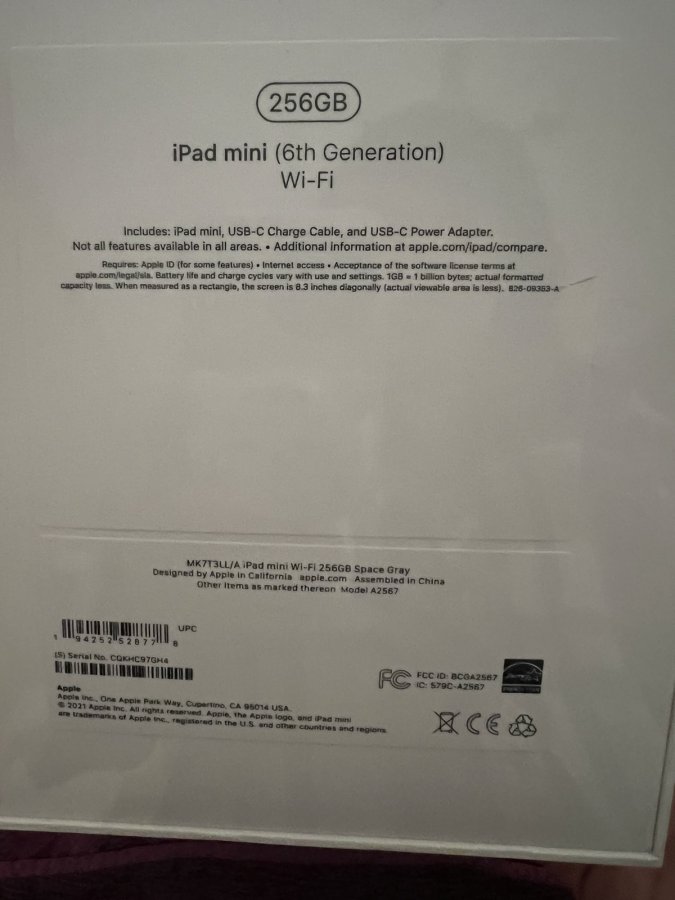 256GB
iPad mini (6th Generation)
Wi-Fi
Includes: iPad mini, USB-C Charge Cable, and USB-C Power Adapter.
Not all features available in all areas. • Additional information at apple.com/ipad/compare.
Requires: Apple ID (for some features) • Internet access • Acceptance of the software license terms at
apple.com/legal/sla. Battery life and charge cycles vary with use and settings. 1GB = 1 billion bytes; actual formatted
capacity less. When measured as a rectangle, the screen is 8.3 inches diagonally (actual viewable area is less). 826-09353-A
MK7T3LL/A iPad mini Wi-Fi 256GB Space Gray
Designed by Apple in California apple.com Assembled in China
Other items as marked thereon Model A2567
UPC
1 94252 52877 8
(S) Serial No. CQKHC97GH4
FCC ID: BCGA2567
IC: 579C-A2567
Apple
Apple Inc., One Apple Park Way, Cupertino, CA 95014 USA.
© 2021 Apple Inc. All rights reserved. Apple, the Apple logo, and iPad mini
are trademarks of Apple Inc., registered in the U.S. and other countries and regions.